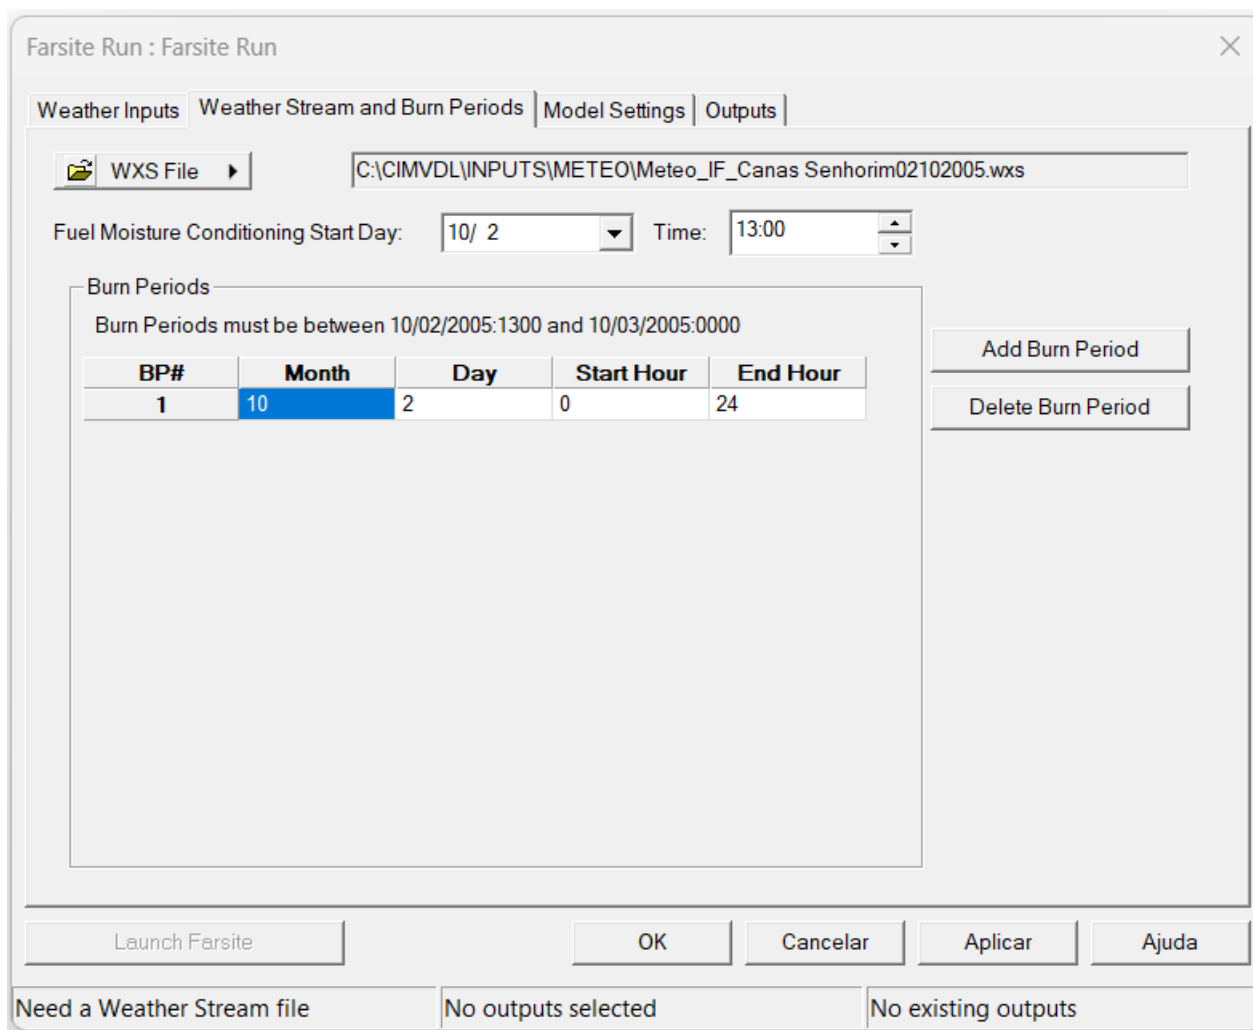 Farsite Run : Farsite Run
Weather Inputs Weather Stream and Burn Periods Model Settings Outputs
WXS File C:\CIMVDL\INPUTS\METEO\Meteo_IF_Canas Senhorim02102005.wxs
Fuel Moisture Conditioning Start Day: 10/ 2 Time: 13:00
Burn Periods
Burn Periods must be between 10/02/2005:1300 and 10/03/2005:0000
Add Burn Period
BP# Month Day Start Hour End Hour
1 10 2 0 24
Delete Burn Period
Launch Farsite OK Cancelar Aplicar Ajuda
Need a Weather Stream file No outputs selected No existing outputs